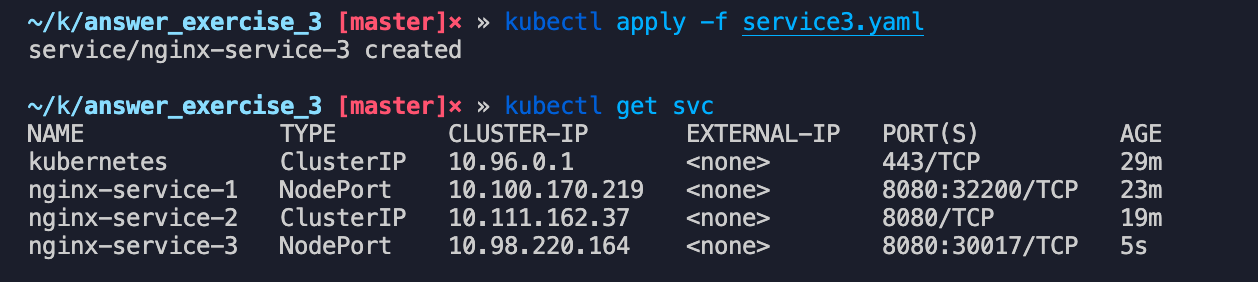 ~/k/answer_exercise_3 [master]× » kubectl apply -f service3.yaml
service/nginx-service-3 created
~/k/answer_exercise_3 [master]× » kubectl get svc
NAME TYPE CLUSTER-IP EXTERNAL-IP PORT(S) AGE
kubernetes ClusterIP 10.96.0.1 <none> 443/TCP 29m
nginx-service-1 NodePort 10.100.170.219 <none> 8080:32200/TCP 23m
nginx-service-2 ClusterIP 10.111.162.37 <none> 8080/TCP 19m
nginx-service-3 NodePort 10.98.220.164 <none> 8080:30017/TCP 5s